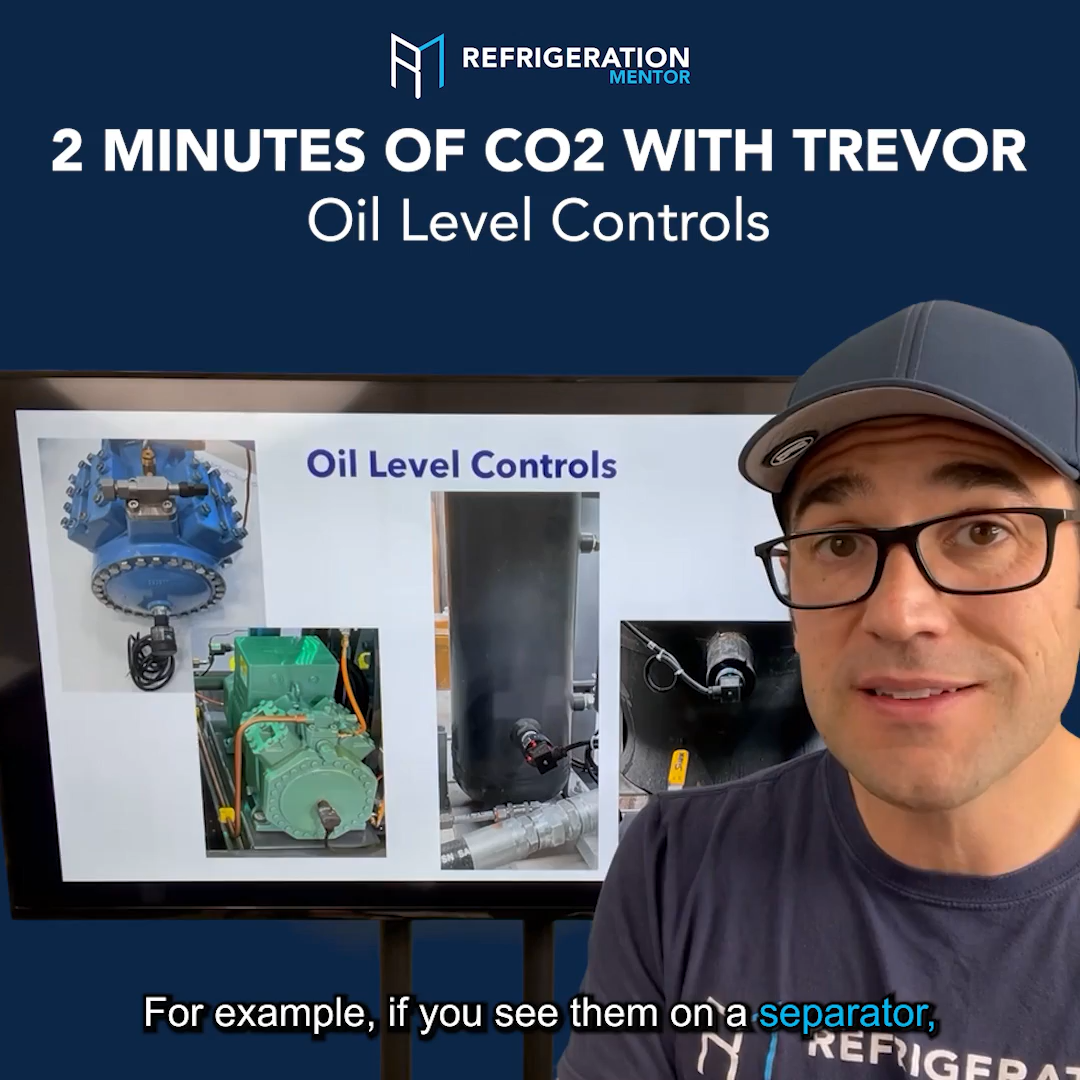 REFRIGERATION
MENTOR
2 MINUTES OF CO2 WITH TREVOR
Oil Level Controls
Oil Level Controls
For example, if you see them on a separator,
REFRIGERAT